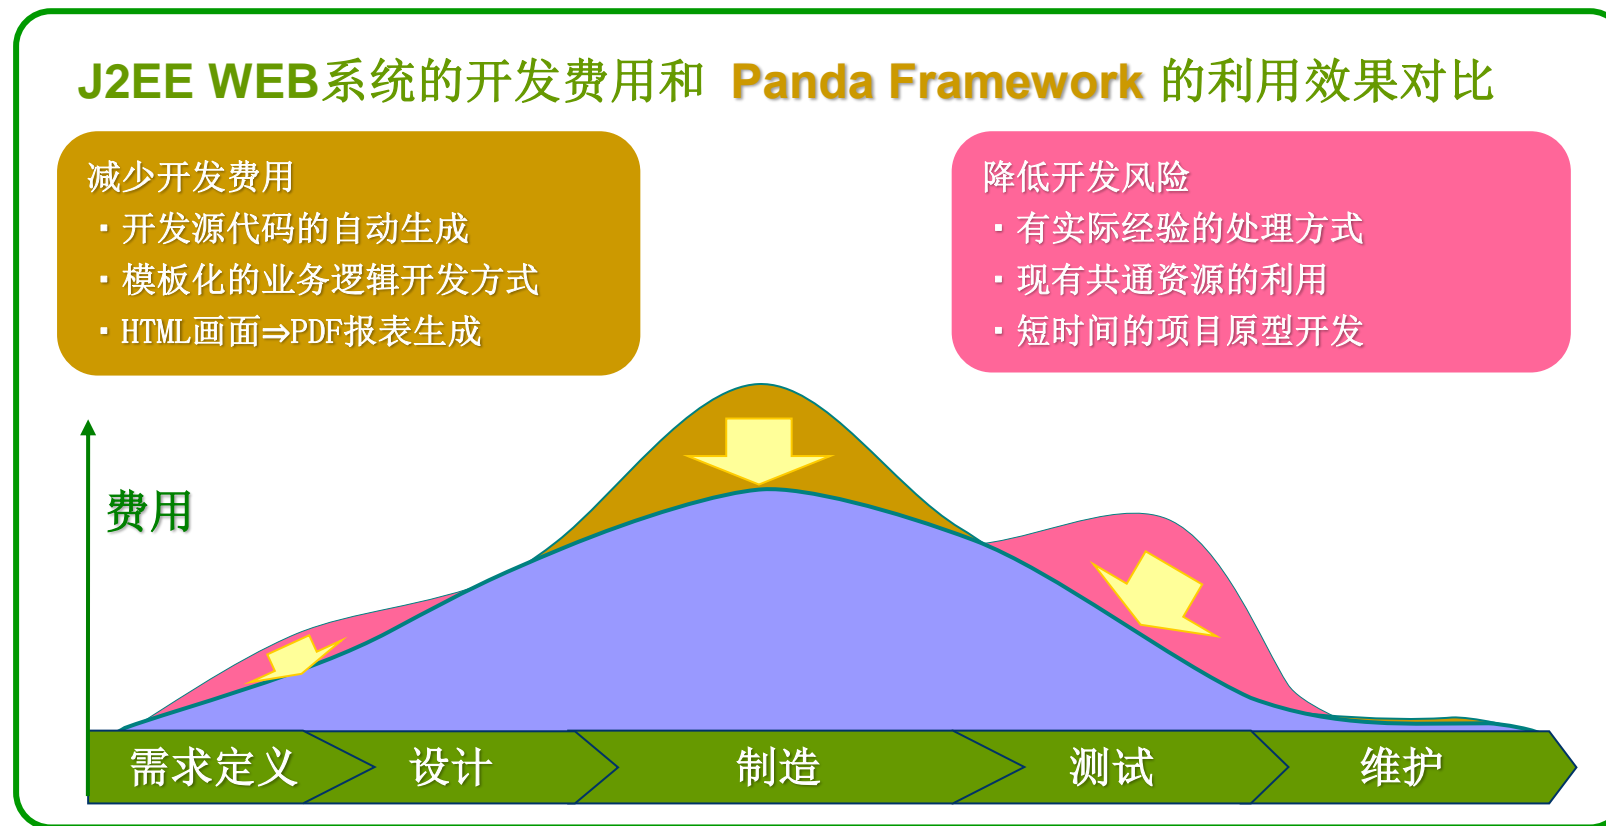 J2EE WEB系统的开发费用和 Panda Framework 的利用效果对比
减少开发费用
・开发源代码的自动生成
・模板化的业务逻辑开发方式
・HTML画面⇒PDF报表生成
降低开发风险
・有实际经验的处理方式
・现有共通资源的利用
・短时间的项目原型开发
费用
需求定义
设计
制造
测试
维护